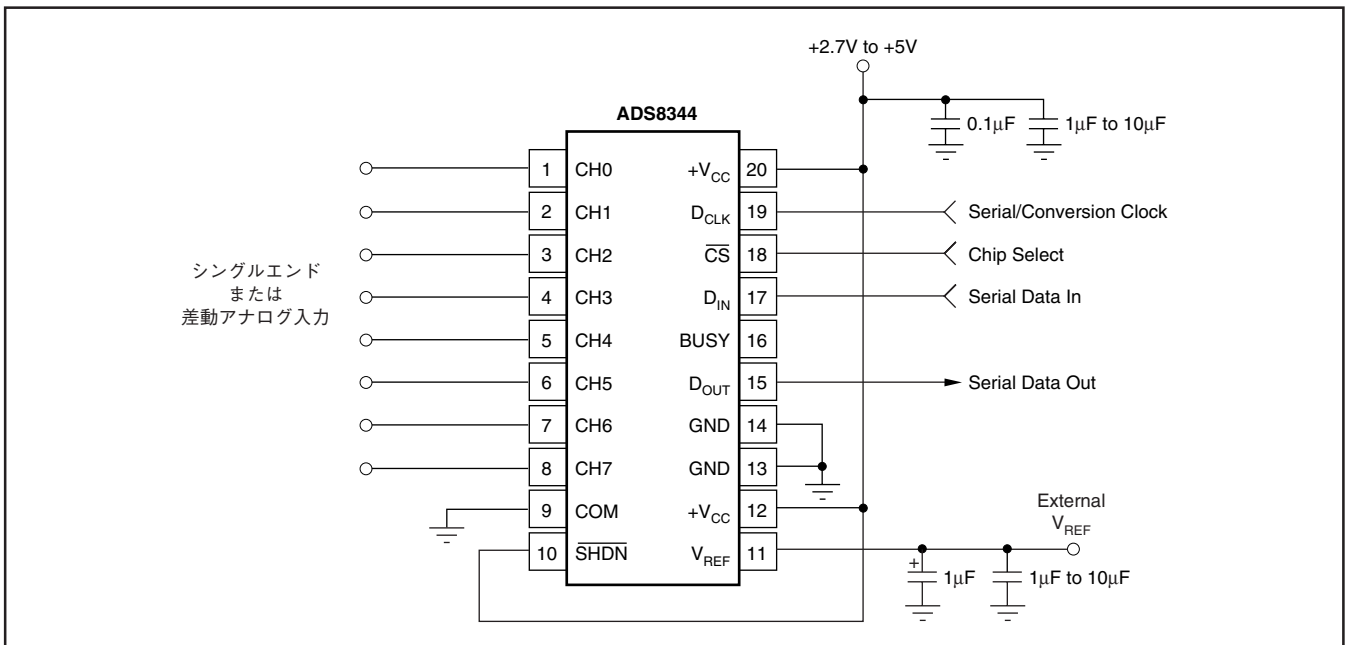 +2.7V to +5V
ADS8344
0.1μF
1μF to 10μF
1 CH0 +VCC 20
2 CH1 DCLK 19 Serial/Conversion Clock
3 CH2 CS 18 Chip Select
4 CH3 DIN 17 Serial Data In
5 CH4 BUSY 16
6 CH5 DOUT 15 Serial Data Out
7 CH6 GND 14
8 CH7 GND 13
9 COM +VCC 12
10 SHDN VREF 11
シングルエンド
または
差動アナログ入力
External
VREF
+
1μF
1μF to 10μF